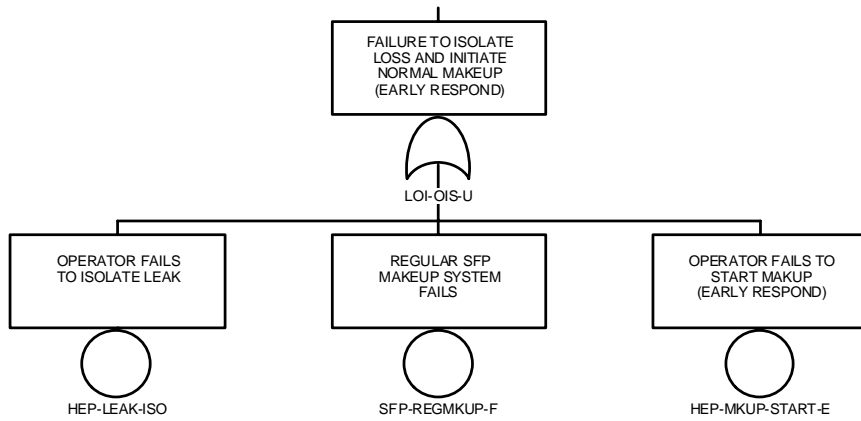 FAILURE TO ISOLATE
LOSS AND INITIATE
NORMAL MAKEUP
(EARLY RESPOND)
LOI-OIS-U
OPERATOR FAILS
TO ISOLATE LEAK
HEP-LEAK-ISO
REGULAR SFP
MAKEUP SYSTEM
FAILS
SFP-REGMKUP-F
OPERATOR FAILS TO
START MAKUP
(EARLY RESPOND)
HEP-MKUP-START-E